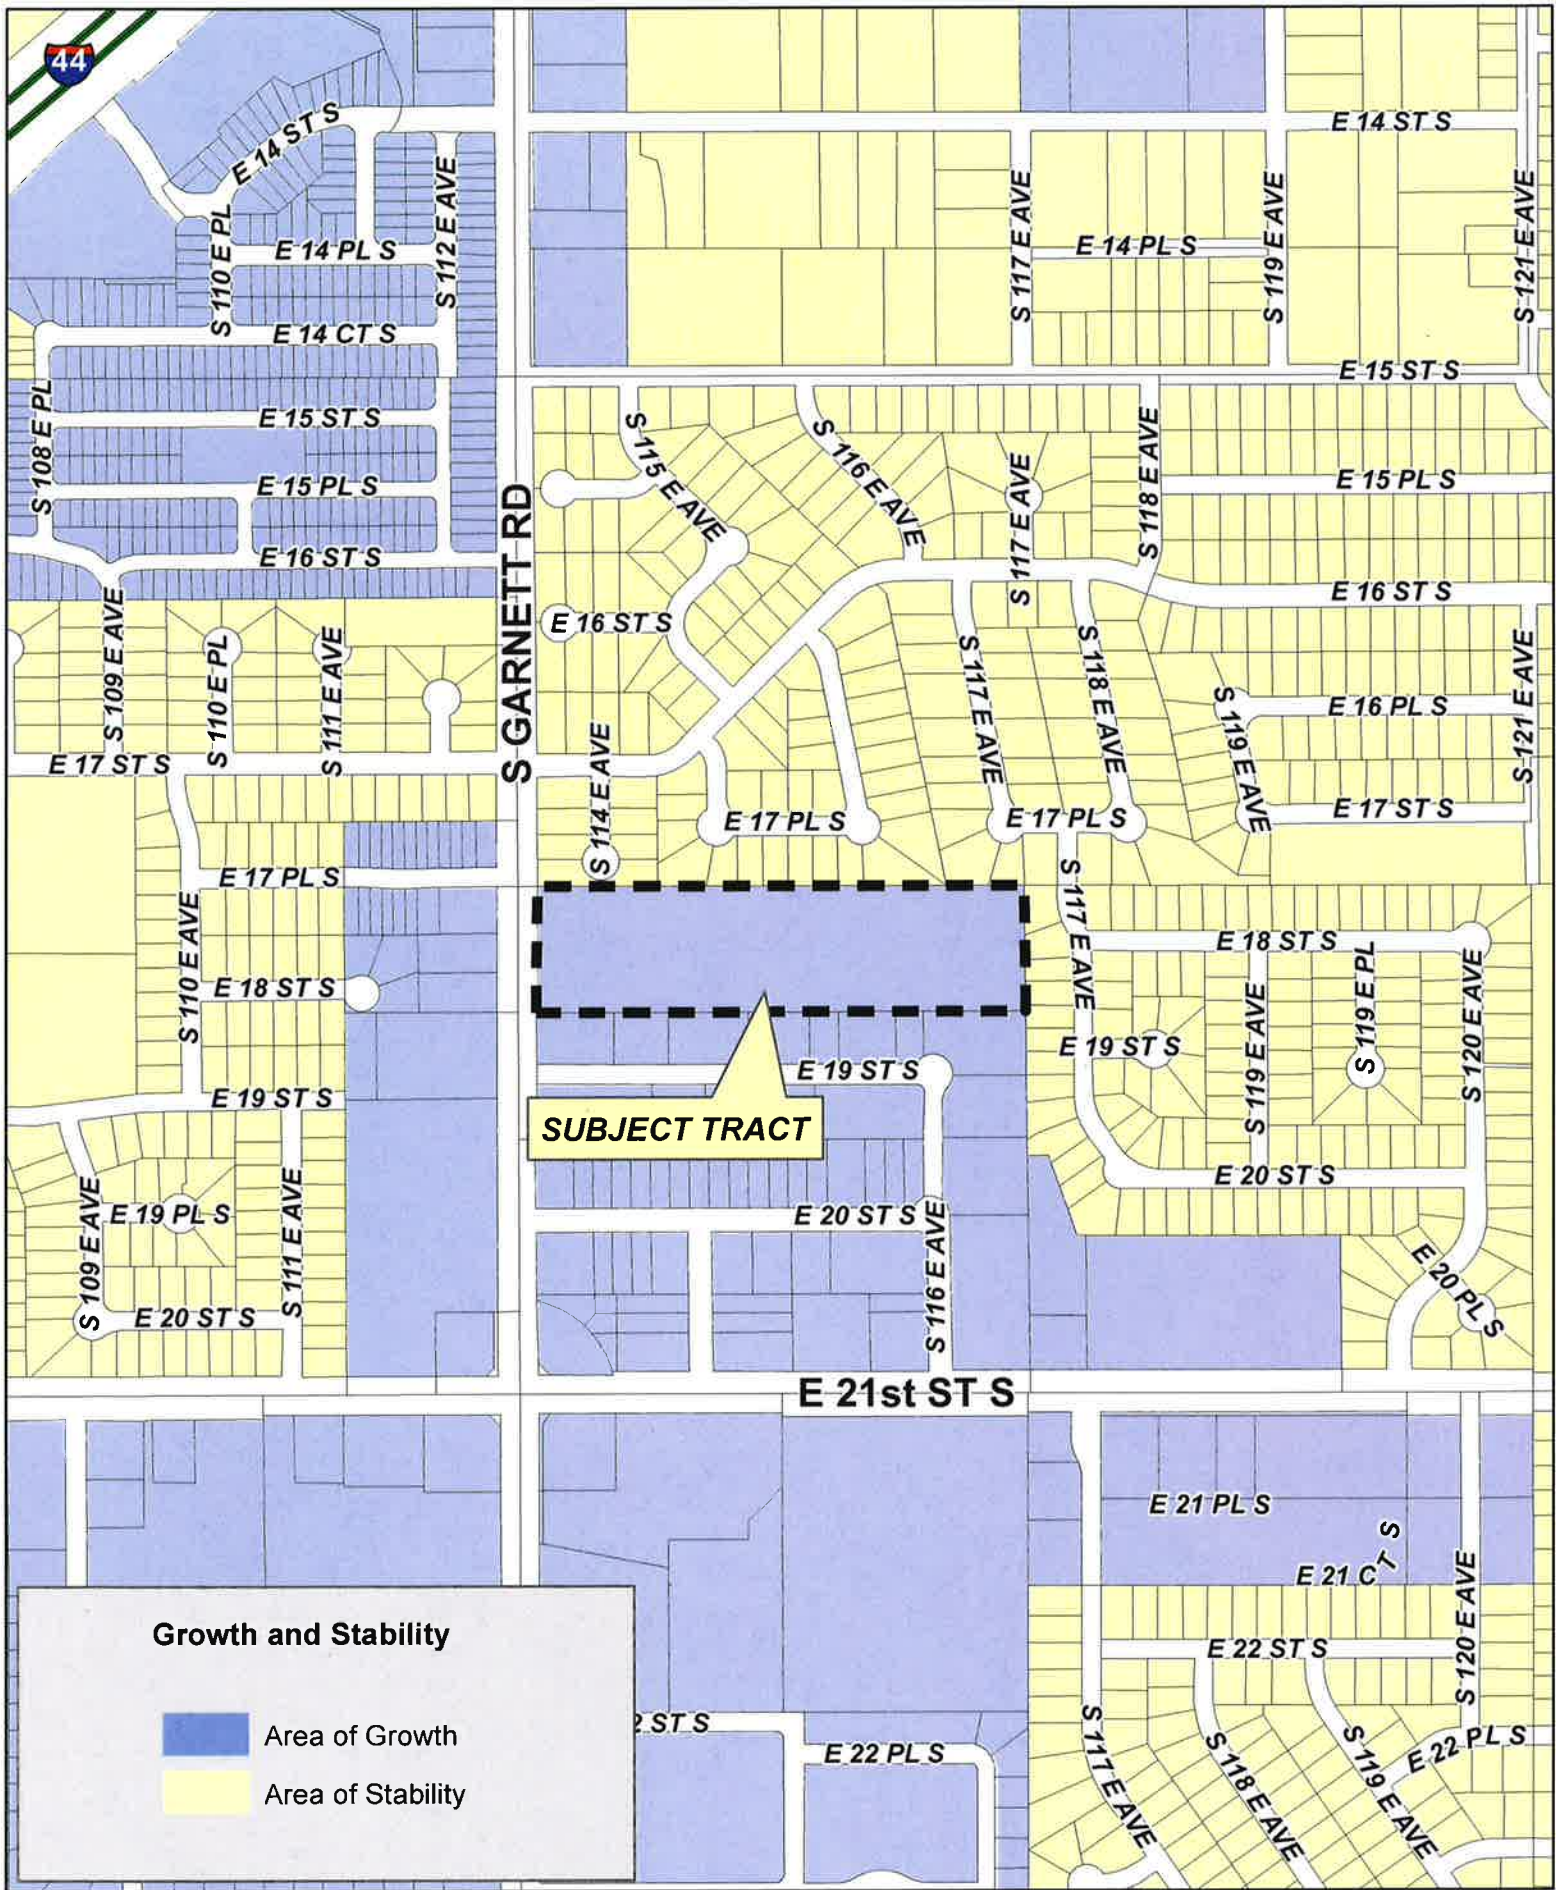 44
E 14 ST S
E 14 ST S
S 112 E AVE
S 110 E PL
E 14 PL S
S 117 E AVE
E 14 PL S
S 119 E AVE
S 121 E AVE
E 14 CT S
E 15 ST S
S 108 E PL
E 15 ST S
S 115 E AVE
S 116 E AVE
S 118 E AVE
E 15 PL S
E 15 PL S
S 117 E AVE
S GARNETT RD
E 16 ST S
E 16 ST S
S 109 E AVE
S 110 E PL
S 111 E AVE
E 16 ST S
S 117 E AVE
S 118 E AVE
S 119 E AVE
E 16 PL S
S 121 E AVE
E 17 ST S
S 114 E AVE
E 17 PL S
E 17 PL S
E 17 ST S
E 17 PL S
S 110 E AVE
S 117 E AVE
E 18 ST S
E 18 ST S
S 119 E AVE
S 119 E PL
S 120 E AVE
E 19 ST S
E 19 ST S
E 19 ST S
SUBJECT TRACT
E 20 ST S
S 109 E AVE
E 19 PL S
S 111 E AVE
E 20 ST S
S 116 E AVE
E 20 PL S
E 20 ST S
E 21st ST S
E 21 PL S
E 21 CT S
S 120 E AVE
E 22 ST S
Growth and Stability
Area of Growth
Area of Stability
2 ST S
E 22 PL S
S 117 E AVE
S 118 E AVE
S 119 E AVE
E 22 PL S